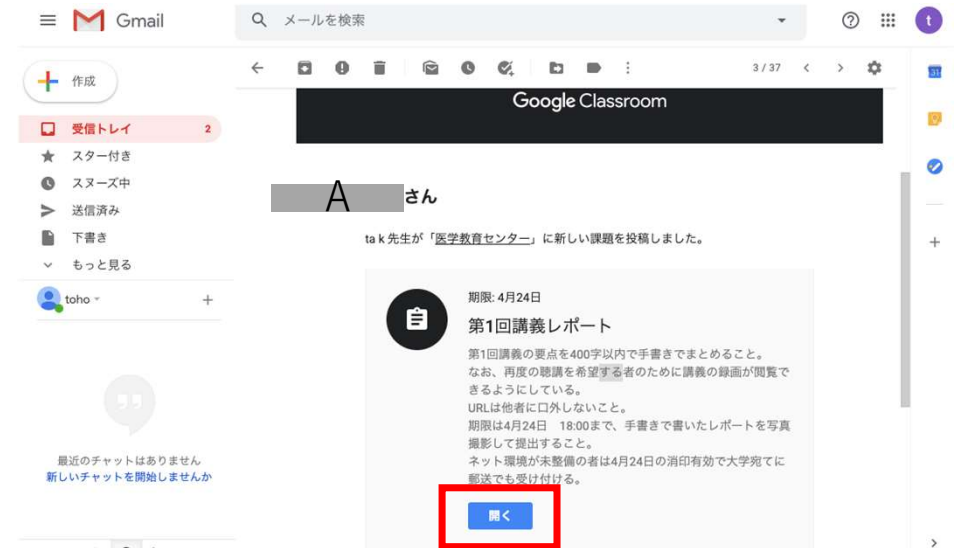 Gmail
メールを検索
t
作成
3 / 37
31
Google Classroom
受信トレイ 2
スター付き
スヌーズ中
送信済み
下書き
もっと見る
toho
最近のチャットはありません
新しいチャットを開始しませんか
A さん
ta k 先生が「医学教育センター」に新しい課題を投稿しました。
期限: 4月24日
第1回講義レポート
第1回講義の要点を400字以内で手書きでまとめること。
なお、再度の聴講を希望する者のために講義の録画が閲覧で
きるようにしている。
URLは他者に口外しないこと。
期限は4月24日　18:00まで、手書きで書いたレポートを写真
撮影して提出すること。
ネット環境が未整備の者は4月24日の消印有効で大学宛てに
郵送でも受け付ける。
開く